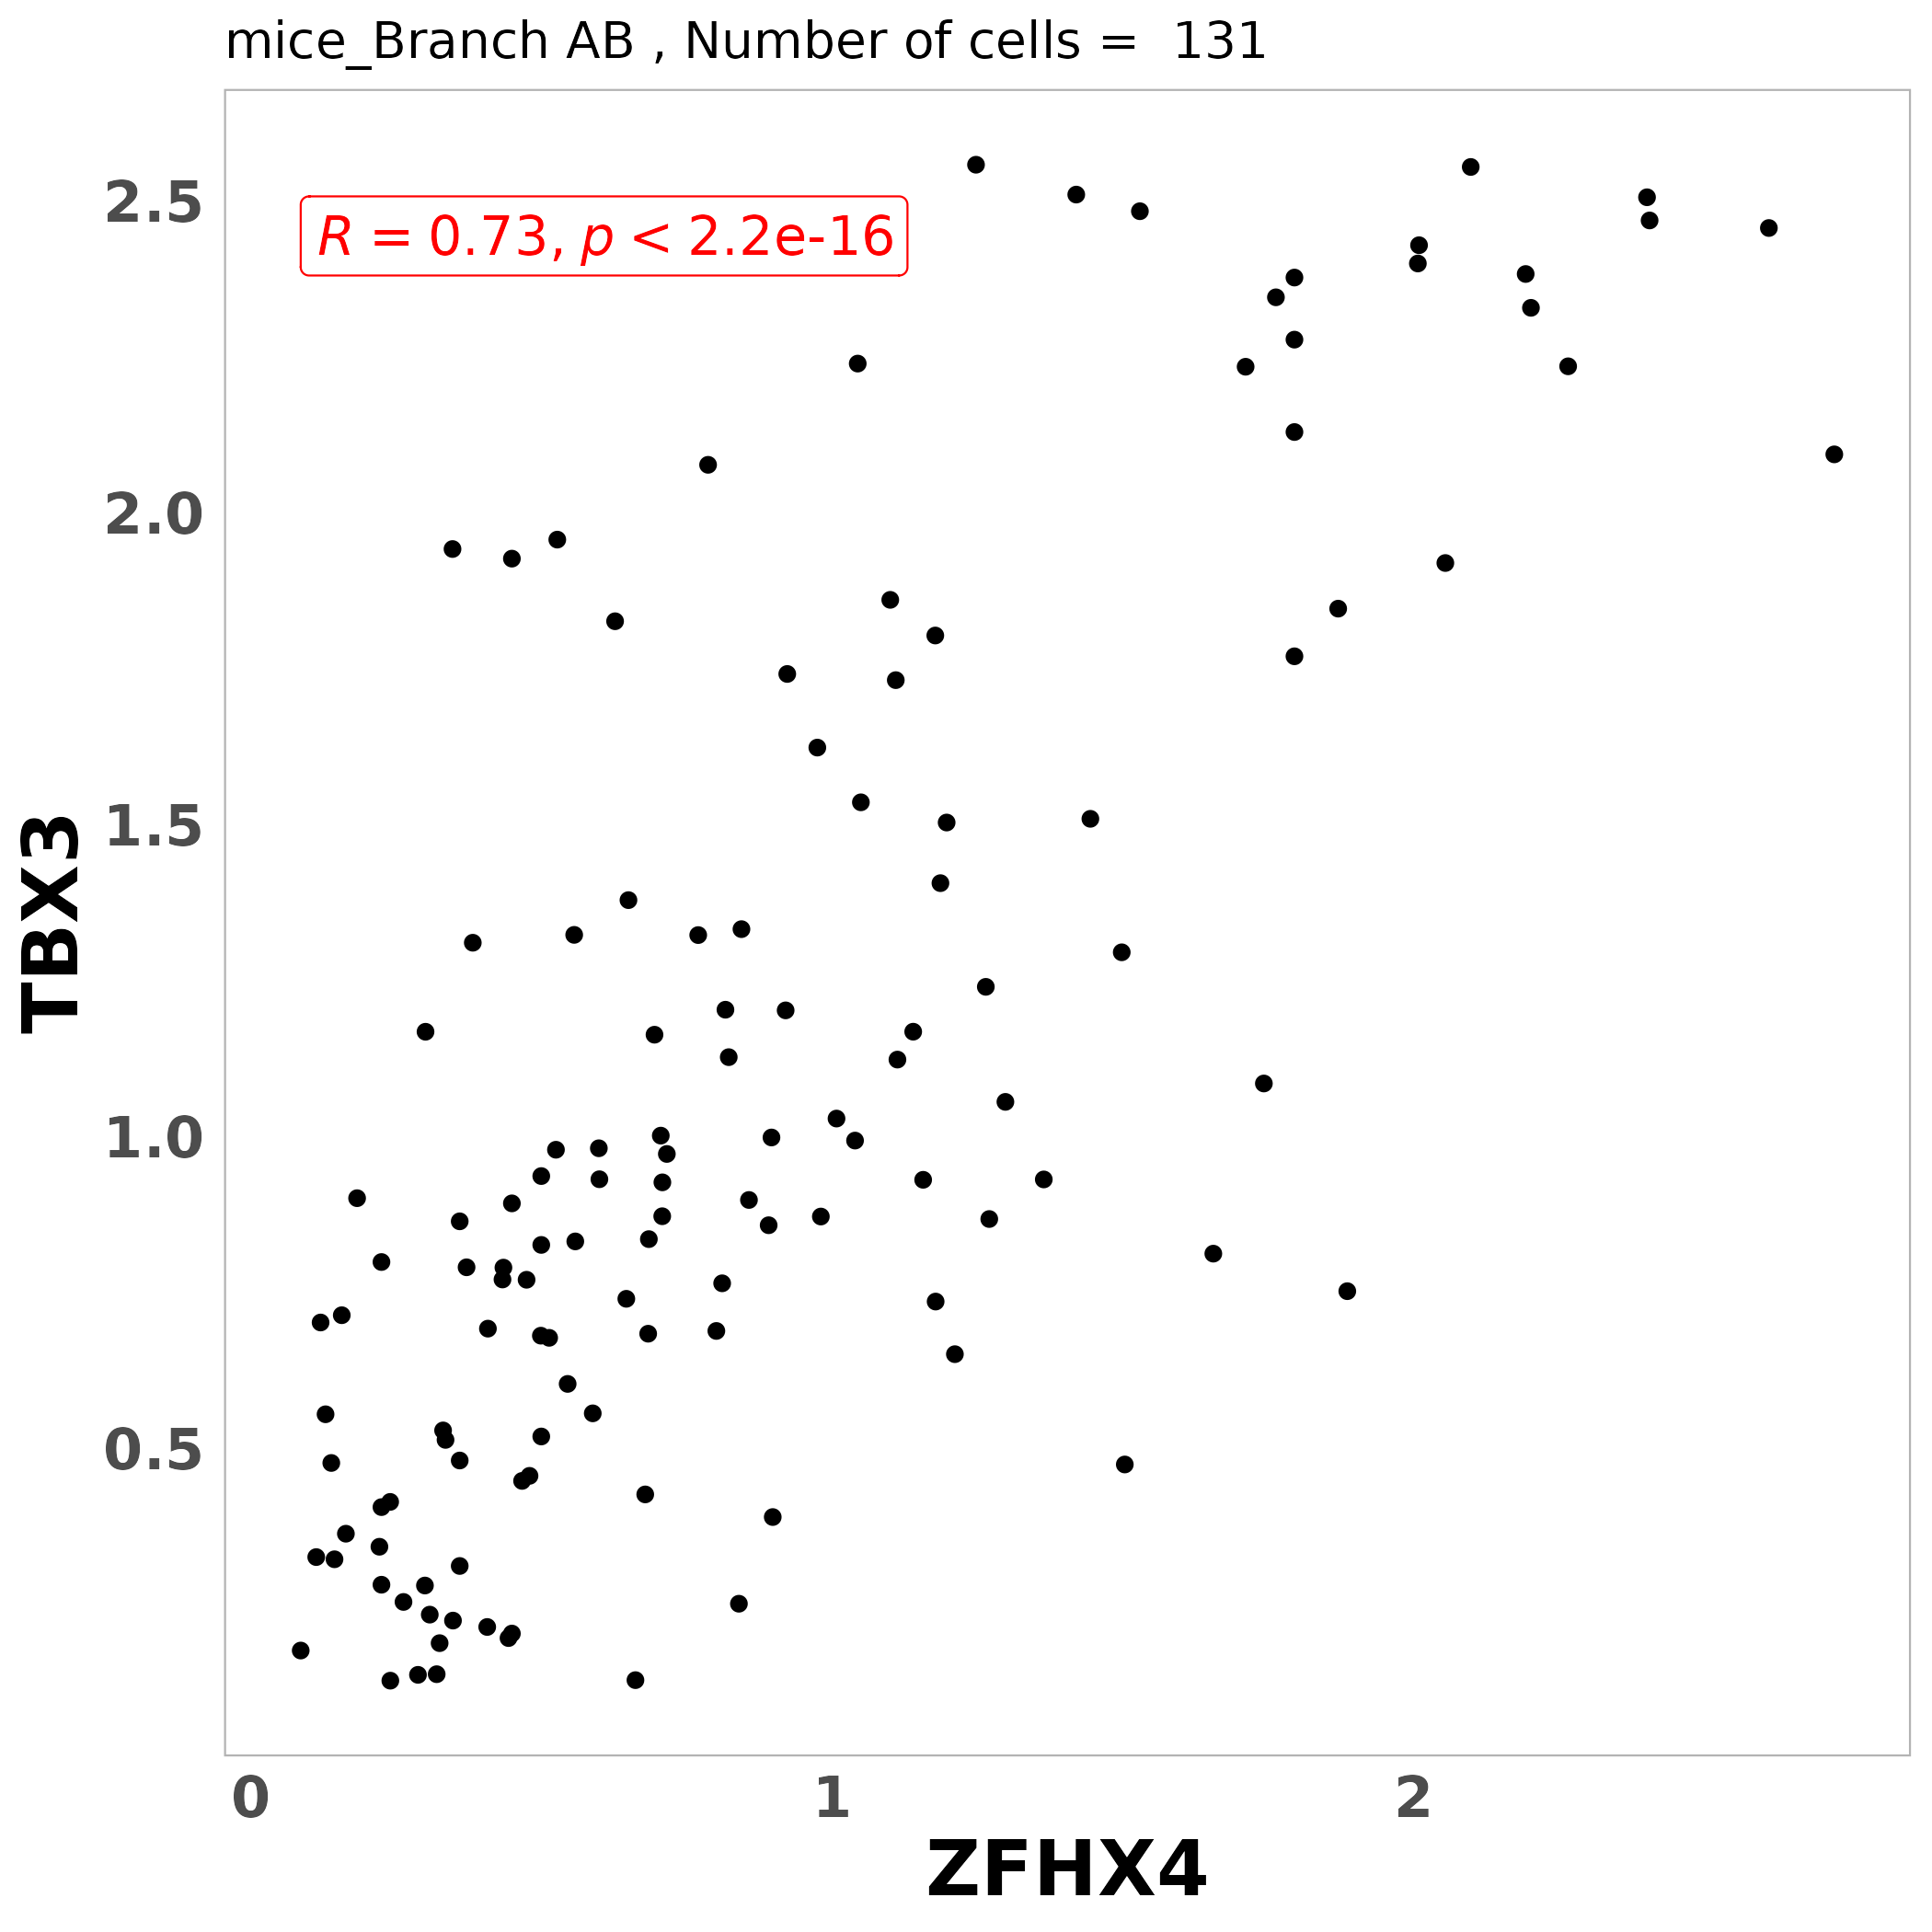 mice_Branch AB , Number of cells =  131
R = 0.73, p < 2.2e-16
2.5
2.0
1.5
1.0
0.5
TBX3
0 1 2
ZFHX4